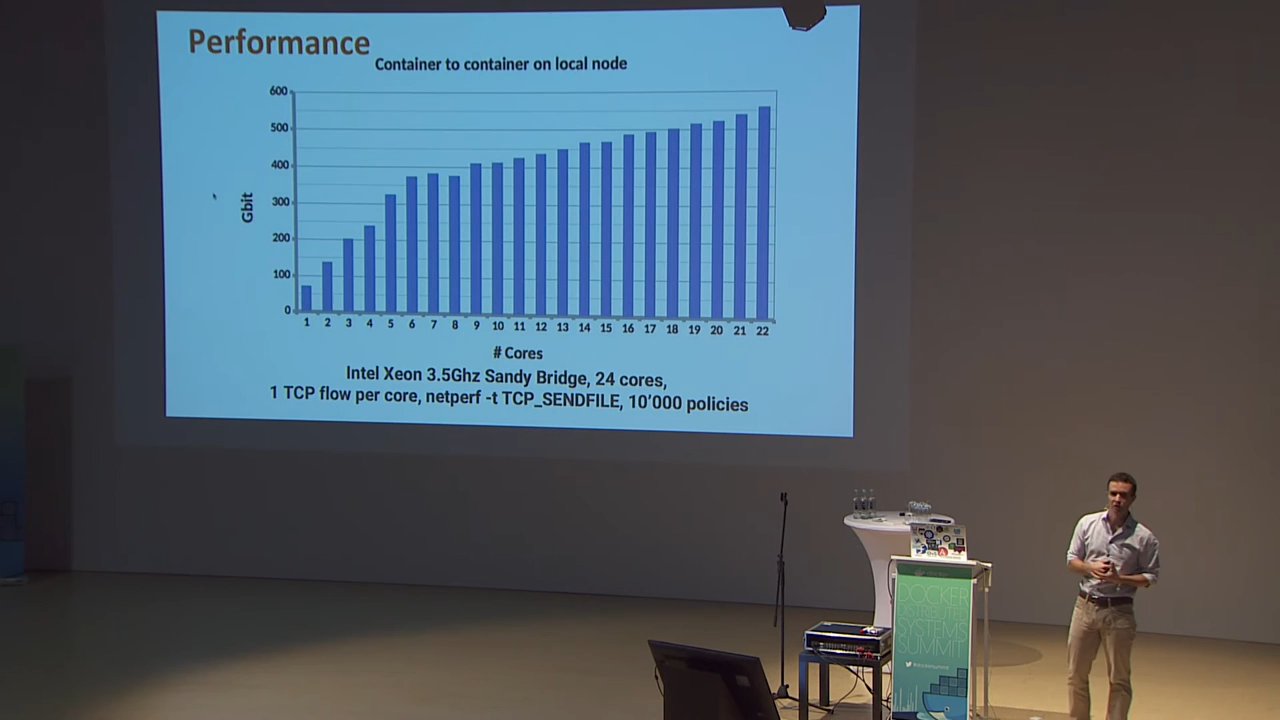 Performance
Container to container on local node
600
500
400
300
200
100
0
Gbit
1 2 3 4 5 6 7 8 9 10 11 12 13 14 15 16 17 18 19 20 21 22
# Cores
Intel Xeon 3.5Ghz Sandy Bridge, 24 cores,
1 TCP flow per core, netperf -t TCP_SENDFILE, 10'000 policies
DOCKER
DISTRIBUTED
SYSTEMS
SUMMIT